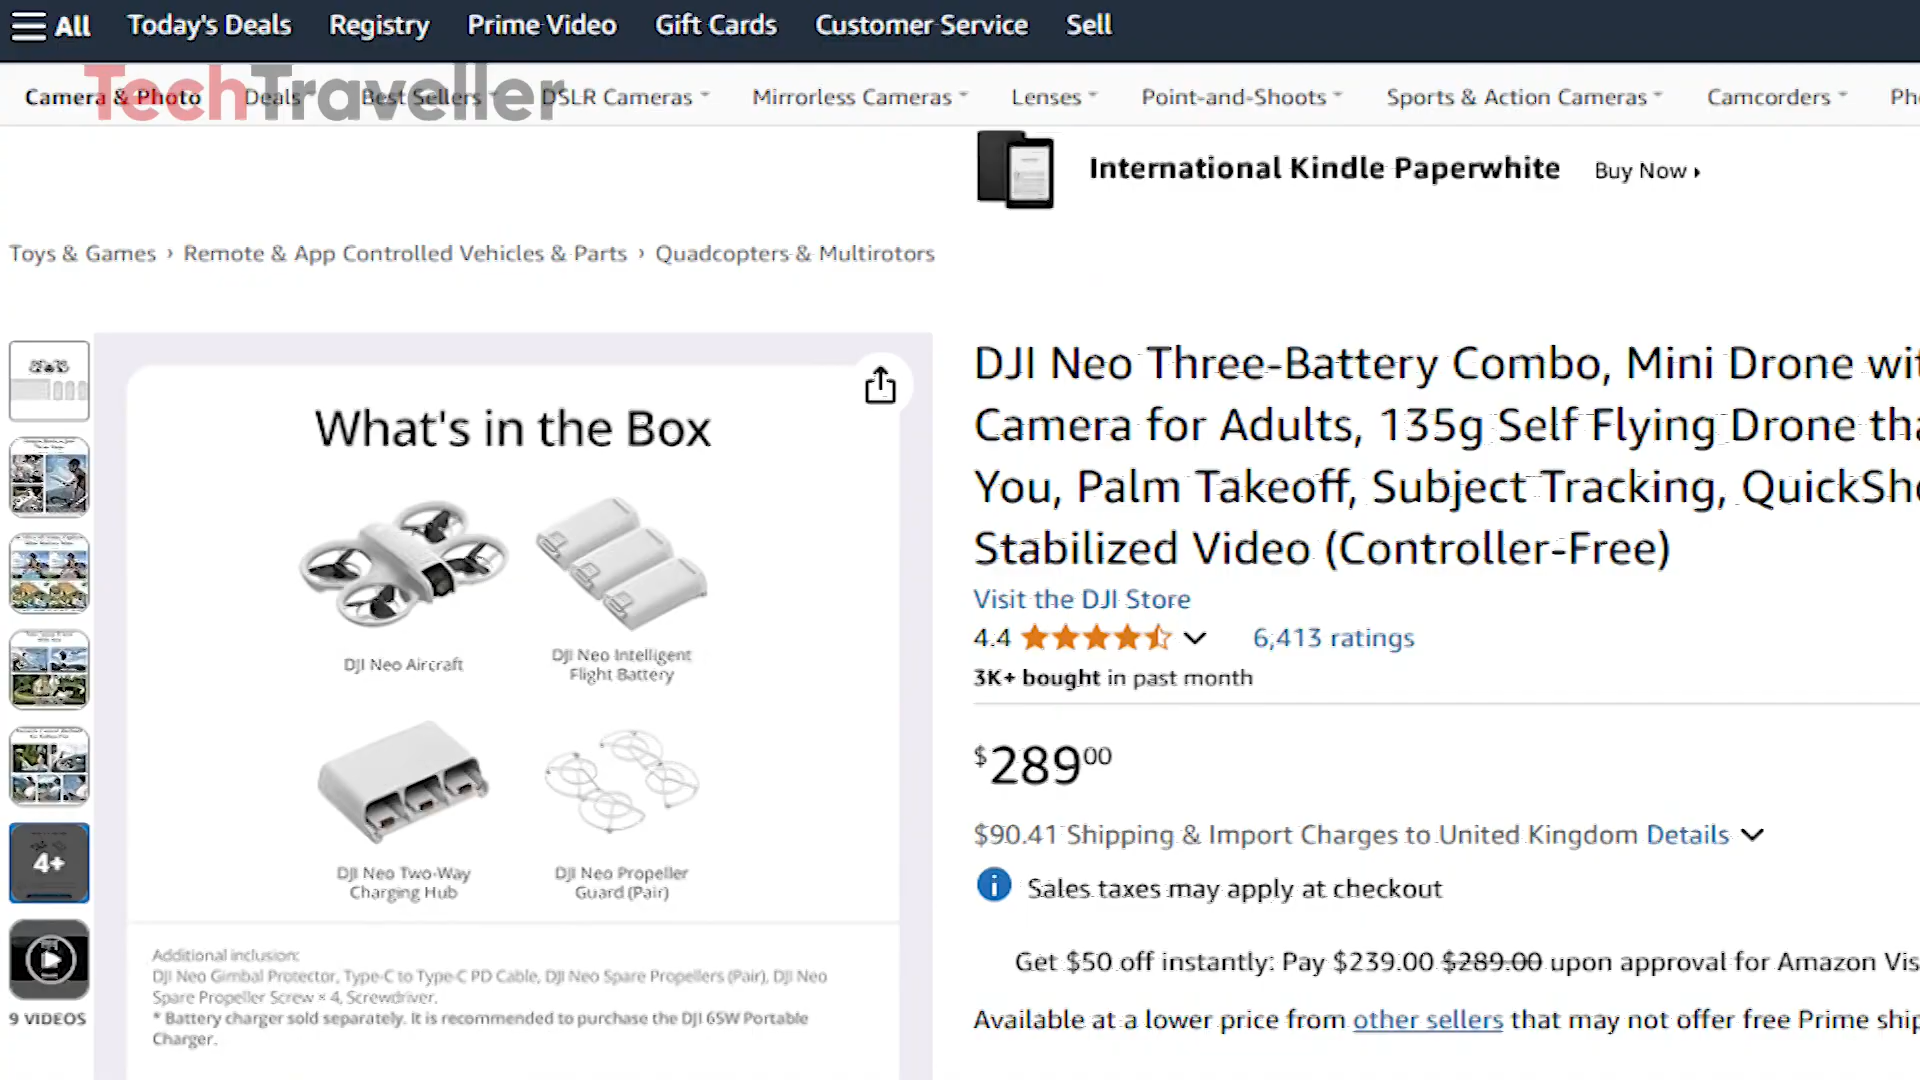 All Today's Deals Registry Prime Video Gift Cards Customer Service Sell
TechTraveller
Camera & Photo Deals Best Sellers DSLR Cameras Mirrorless Cameras Lenses Point-and-Shoots Sports & Action Cameras Camcorders Ph
International Kindle Paperwhite Buy Now
Toys & Games › Remote & App Controlled Vehicles & Parts › Quadcopters & Multirotors
What's in the Box
DJI Neo Aircraft
DJI Neo Intelligent
Flight Battery
DJI Neo Two-Way
Charging Hub
DJI Neo Propeller
Guard (Pair)
Additional inclusion:
DJI Neo Gimbal Protector, Type-C to Type-C PD Cable, DJI Neo Spare Propellers (Pair), DJI Neo
Spare Propeller Screw × 4, Screwdriver.
* Battery charger sold separately. It is recommended to purchase the DJI 65W Portable
Charger.
4+
9 VIDEOS
DJI Neo Three-Battery Combo, Mini Drone wit
Camera for Adults, 135g Self Flying Drone tha
You, Palm Takeoff, Subject Tracking, QuickSho
Stabilized Video (Controller-Free)
Visit the DJI Store
4.4 6,413 ratings
3K+ bought in past month
$289.00
$90.41 Shipping & Import Charges to United Kingdom Details
Sales taxes may apply at checkout
Get $50 off instantly: Pay $239.00 $289.00 upon approval for Amazon Vis
Available at a lower price from other sellers that may not offer free Prime ship